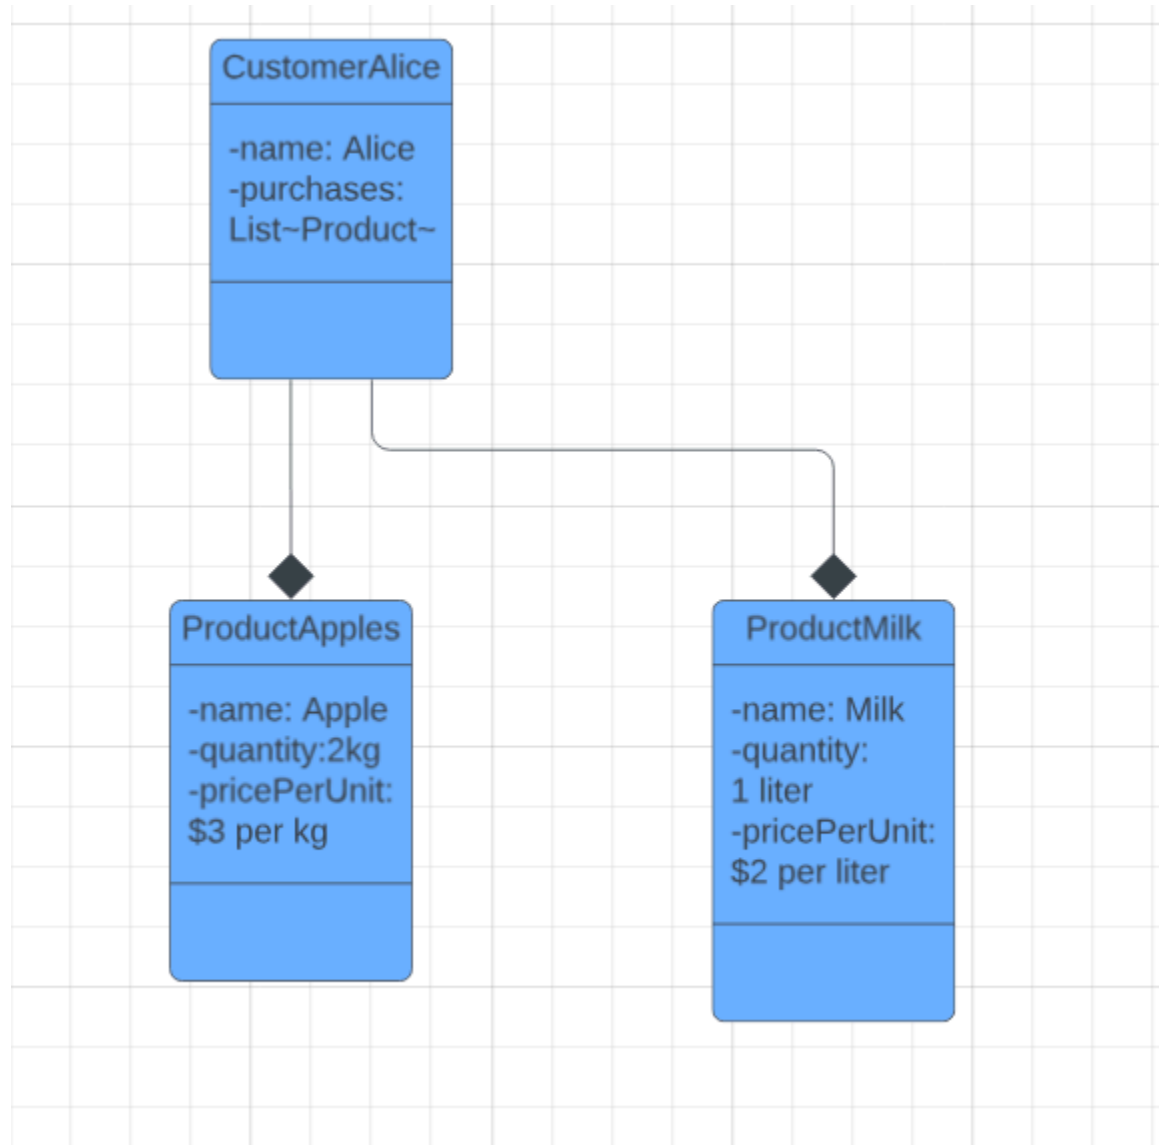 CustomerAlice
-name: Alice
-purchases:
List~Product~
ProductApples
-name: Apple
-quantity:2kg
-pricePerUnit:
$3 per kg
ProductMilk
-name: Milk
-quantity:
1 liter
-pricePerUnit:
$2 per liter